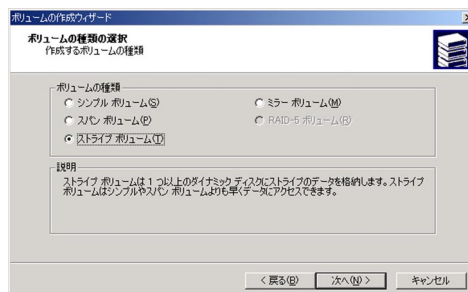 ボリュームの作成ウィザード
ボリュームの種類の選択
作成するボリュームの種類
ボリュームの種類
シンプル ボリューム(S)
ミラー ボリューム(M)
スパン ボリューム(P)
RAID-5 ボリューム(R)
ストライプ ボリューム(T)
説明
ストライプ ボリュームは 1 つ以上のダイナミック ディスクにストライプのデータを格納します。ストライプ
ボリュームはシンプルやスパン ボリュームよりも早くデータにアクセスできます。
< 戻る(B)
次へ(N) >
キャンセル